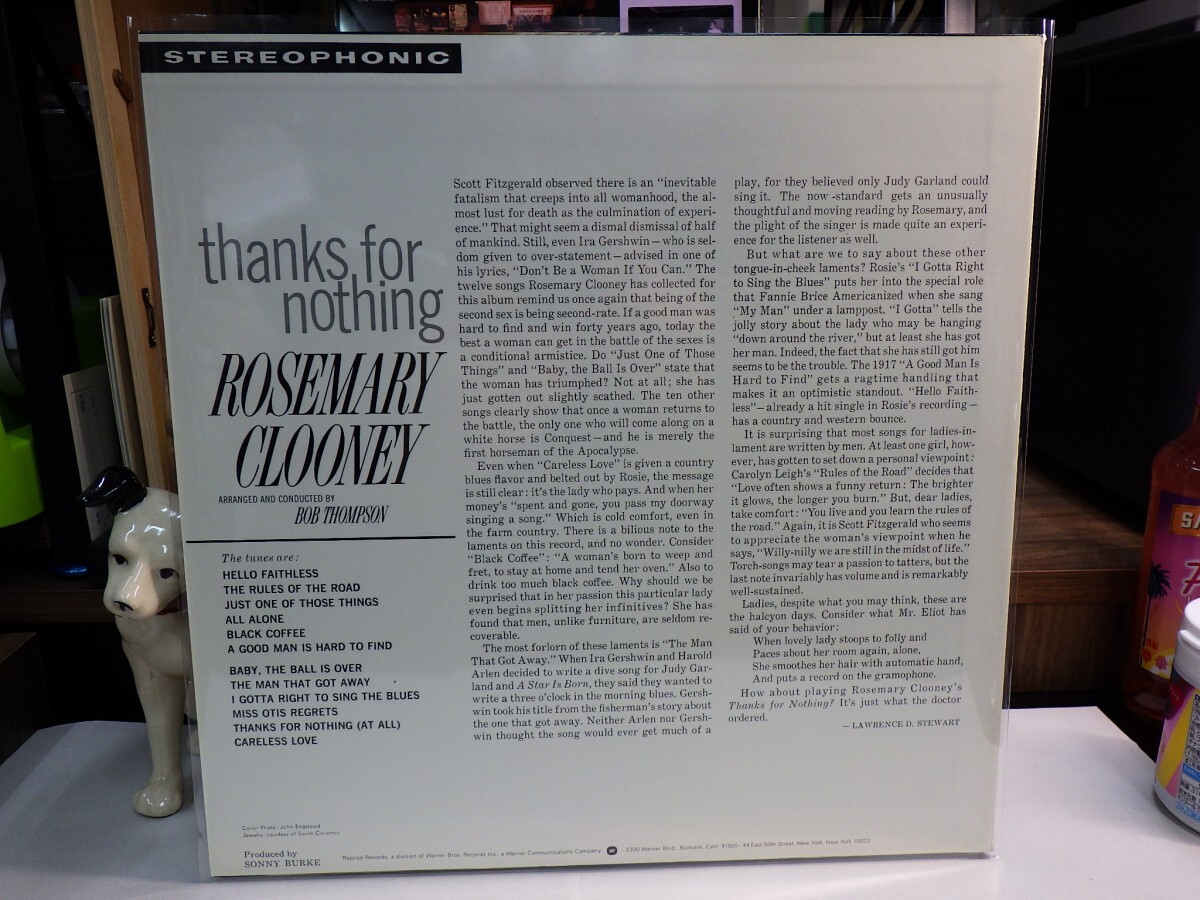 STEREOPHONIC
thanks for
nothing
ROSEMARY
CLOONEY
ARRANGED AND CONDUCTED BY
BOB THOMPSON
The tunes are:
HELLO FAITHLESS
THE RULES OF THE ROAD
JUST ONE OF THOSE THINGS
ALL ALONE
BLACK COFFEE
A GOOD MAN IS HARD TO FIND
BABY, THE BALL IS OVER
THE MAN THAT GOT AWAY
I GOTTA RIGHT TO SING THE BLUES
MISS OTIS REGRETS
THANKS FOR NOTHING (AT ALL)
CARELESS LOVE
Scott Fitzgerald observed there is an "inevitable
fatalism that creeps into all womanhood, the al-
most lust for death as the culmination of experi-
ence." That might seem a dismal dismissal of half
of mankind. Still, even Ira Gershwin—who is sel-
dom given to over-statement—advised in one of
his lyrics, "Don't Be a Woman If You Can." The
twelve songs Rosemary Clooney has collected for
this album remind us once again that being of the
second sex is being second-rate. If a good man was
hard to find and win forty years ago, today the
best a woman can get in the battle of the sexes is
a conditional armistice. Do "Just One of Those
Things" and "Baby, the Ball Is Over" state that
the woman has triumphed? Not at all; she has
just gotten out slightly scathed. The ten other
songs clearly show that once a woman returns to
the battle, the only one who will come along on a
white horse is Conquest—and he is merely the
first horseman of the Apocalypse.
Even when "Careless Love" is given a country
blues flavor and belted out by Rosie, the message
is still clear: it's the lady who pays. And when her
money's "spent and gone, you pass my doorway
singing a song." Which is cold comfort, even in
the farm country. There is a bilious note to the
laments on this record, and no wonder. Consider
"Black Coffee": "A woman's born to weep and
fret, to stay at home and tend her oven." Also to
drink too much black coffee. Why should we be
surprised that in her passion this particular lady
even begins splitting her infinitives? She has
found that men, unlike furniture, are seldom re-
coverable.
The most forlorn of these laments is "The Man
That Got Away." When Ira Gershwin and Harold
Arlen decided to write a dive song for Judy Gar-
land and A Star Is Born, they said they wanted to
write a three o'clock in the morning blues. Gersh-
win took his title from the fisherman's story about
the one that got away. Neither Arlen nor Gersh-
win thought the song would ever get much of a
play, for they believed only Judy Garland could
sing it. The now-standard gets an unusually
thoughtful and moving reading by Rosemary, and
the plight of the singer is made quite an experi-
ence for the listener as well.
But what are we to say about these other
tongue-in-cheek laments? Rosie's "I Gotta Right
to Sing the Blues" puts her into the special role
that Fannie Brice Americanized when she sang
"My Man" under a lamppost. "I Gotta" tells the
jolly story about the lady who may be hanging
"down around the river," but at least she has got
her man. Indeed, the fact that she has still got him
seems to be the trouble. The 1917 "A Good Man Is
Hard to Find" gets a ragtime handling that
makes it an optimistic standout. "Hello Faith-
less"—already a hit single in Rosie's recording—
has a country and western bounce.
It is surprising that most songs for ladies-in-
lament are written by men. At least one girl, how-
ever, has gotten to set down a personal viewpoint:
Carolyn Leigh's "Rules of the Road" decides that
"Love often shows a funny return: The brighter
it glows, the longer you burn." But, dear ladies,
take comfort: "You live and you learn the rules of
the road." Again, it is Scott Fitzgerald who seems
to appreciate the woman's viewpoint when he
says, "Willy-nilly we are still in the midst of life."
Torch-songs may tear a passion to tatters, but the
last note invariably has volume and is remarkably
well-sustained.
Ladies, despite what you may think, these are
the halcyon days. Consider what Mr. Eliot has
said of your behavior:
When lovely lady stoops to folly and
Paces about her room again, alone,
She smoothes her hair with automatic hand,
And puts a record on the gramophone.
How about playing Rosemary Clooney's
Thanks for Nothing? It's just what the doctor
ordered.
—LAWRENCE D. STEWART
Cover Photo: John Engstead
Jewelry, courtesy of Sarah Coventry
Produced by
SONNY BURKE
Reprise Records, a division of Warner Bros. Records Inc., a Warner Communications Company · 3300 Warner Blvd., Burbank, Calif. 91505 · 44 East 50th Street, New York, New York 10022
SA